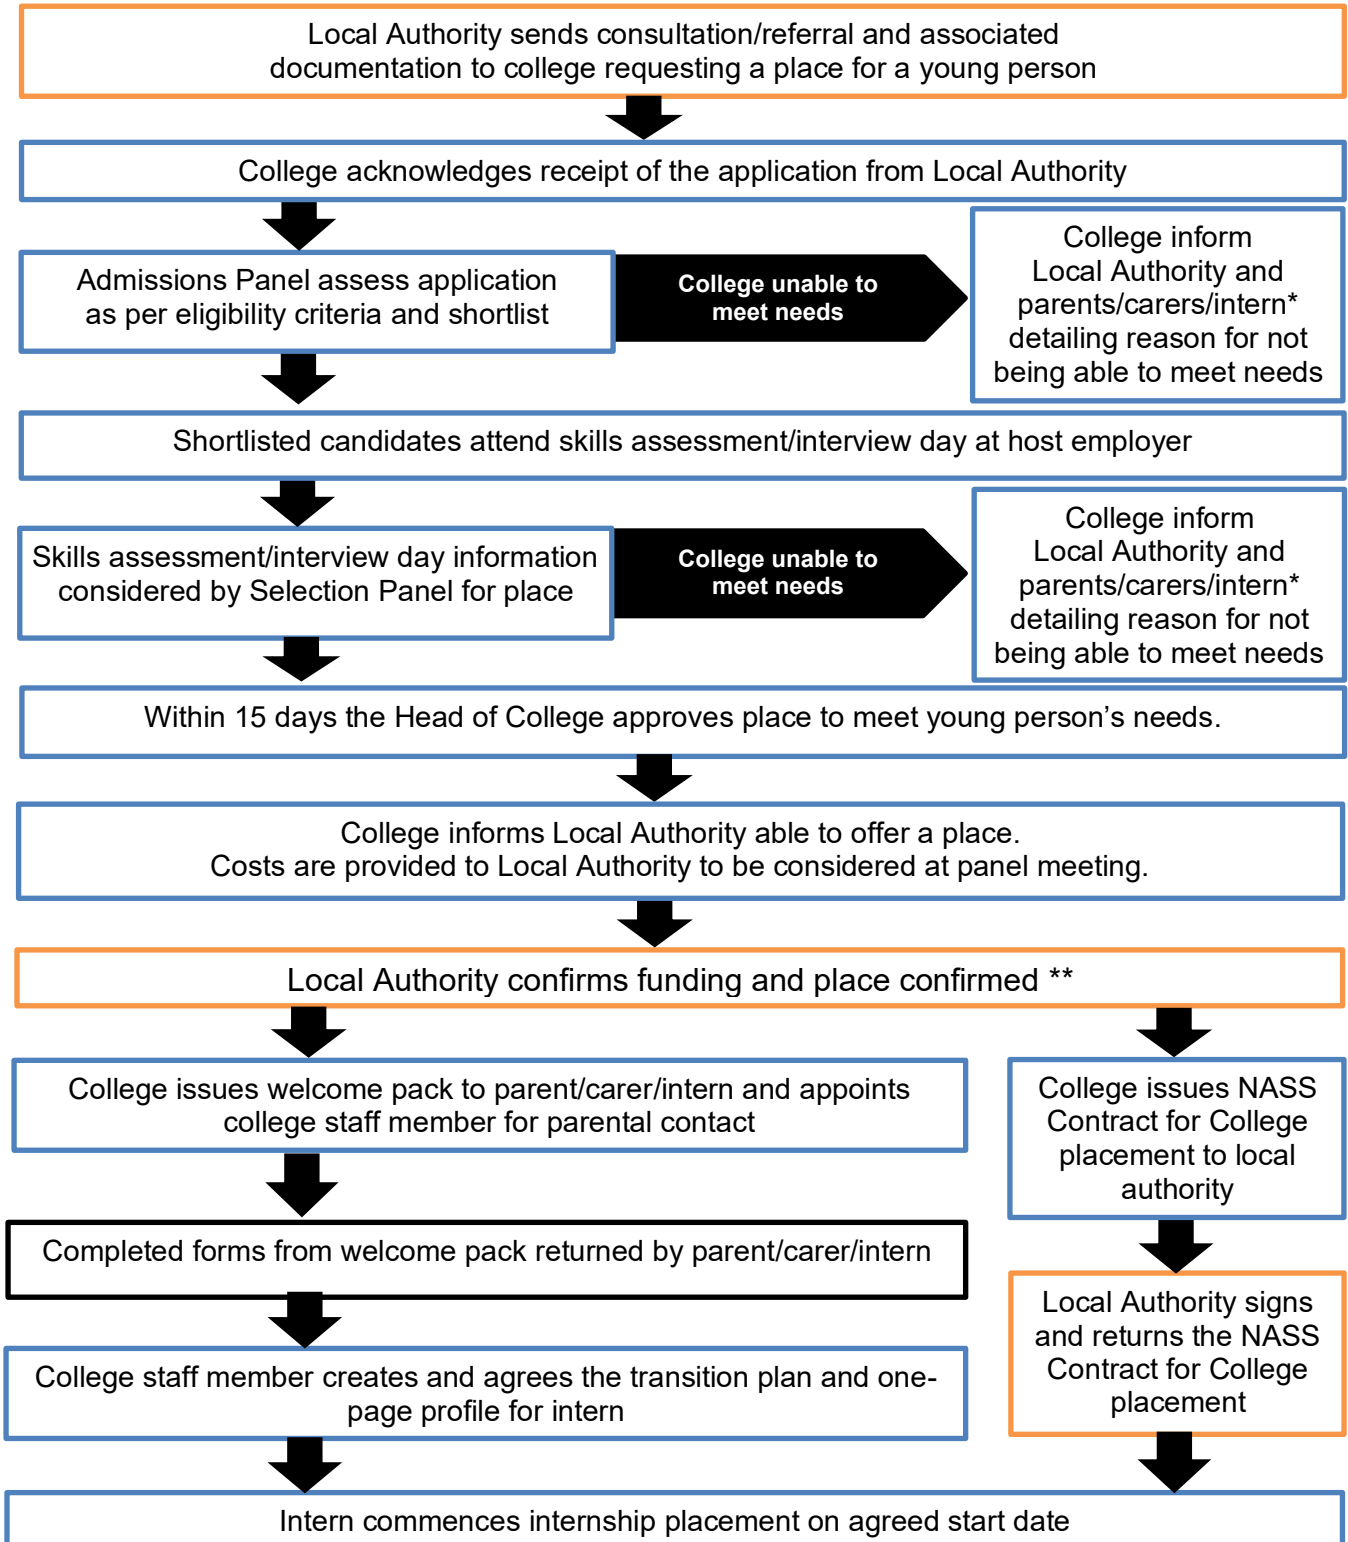 Local Authority sends consultation/referral and associated
documentation to college requesting a place for a young person
College acknowledges receipt of the application from Local Authority
Admissions Panel assess application
as per eligibility criteria and shortlist
College unable to
meet needs
College inform
Local Authority and
parents/carers/intern*
detailing reason for not
being able to meet needs
Shortlisted candidates attend skills assessment/interview day at host employer
Skills assessment/interview day information
considered by Selection Panel for place
College unable to
meet needs
College inform
Local Authority and
parents/carers/intern*
detailing reason for not
being able to meet needs
Within 15 days the Head of College approves place to meet young person’s needs.
College informs Local Authority able to offer a place.
Costs are provided to Local Authority to be considered at panel meeting.
Local Authority confirms funding and place confirmed **
College issues welcome pack to parent/carer/intern and appoints
college staff member for parental contact
College issues NASS
Contract for College
placement to local
authority
Completed forms from welcome pack returned by parent/carer/intern
Local Authority signs
and returns the NASS
Contract for College
placement
College staff member creates and agrees the transition plan and one-
page profile for intern
Intern commences internship placement on agreed start date